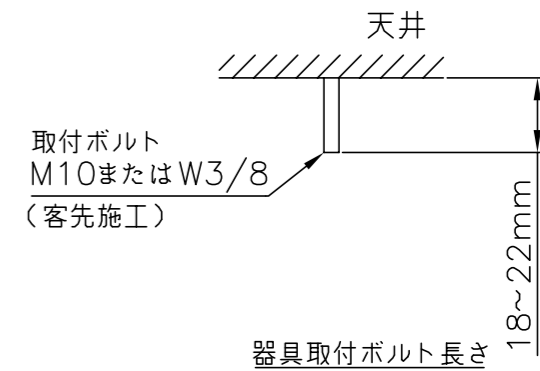 天井
取付ボルト
M10またはW3/8
（客先施工）
18~22mm
器具取付ボルト長さ